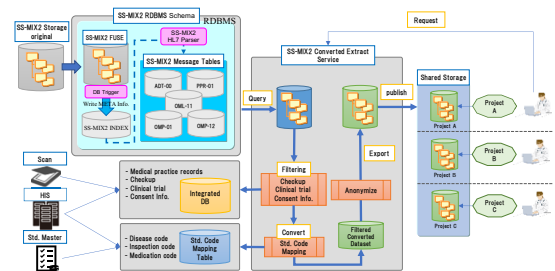 SS-MIX2 RDBMS Schema
RDBMS
Request
SS-MIX2 Storage
original
SS-MIX2 FUSE
SS-MIX2
HL7 Parser
SS-MIX2 Message Tables
ADT-00
PPR-01
OML-11
OMP-01
OMP-12
DB Trigger
Write META Info.
SS-MIX2 INDEX
SS-MIX2 Converted Extract
Service
Query
publish
Export
Filtering
Checkup
Clinical trial
Consent Info.
Anonymize
Convert
Std. Code
Mapping
Filtered
Converted
Dataset
Shared Storage
Project A
Project B
Project C
Project
A
Project
B
Project
C
Scan
HIS
Std. Master
- Medical practice records
- Checkup
- Clinical trial
- Consent Info.
Integrated
DB
- Disease code
- Inspection code
- Medication code
Std. Code
Mapping
Table